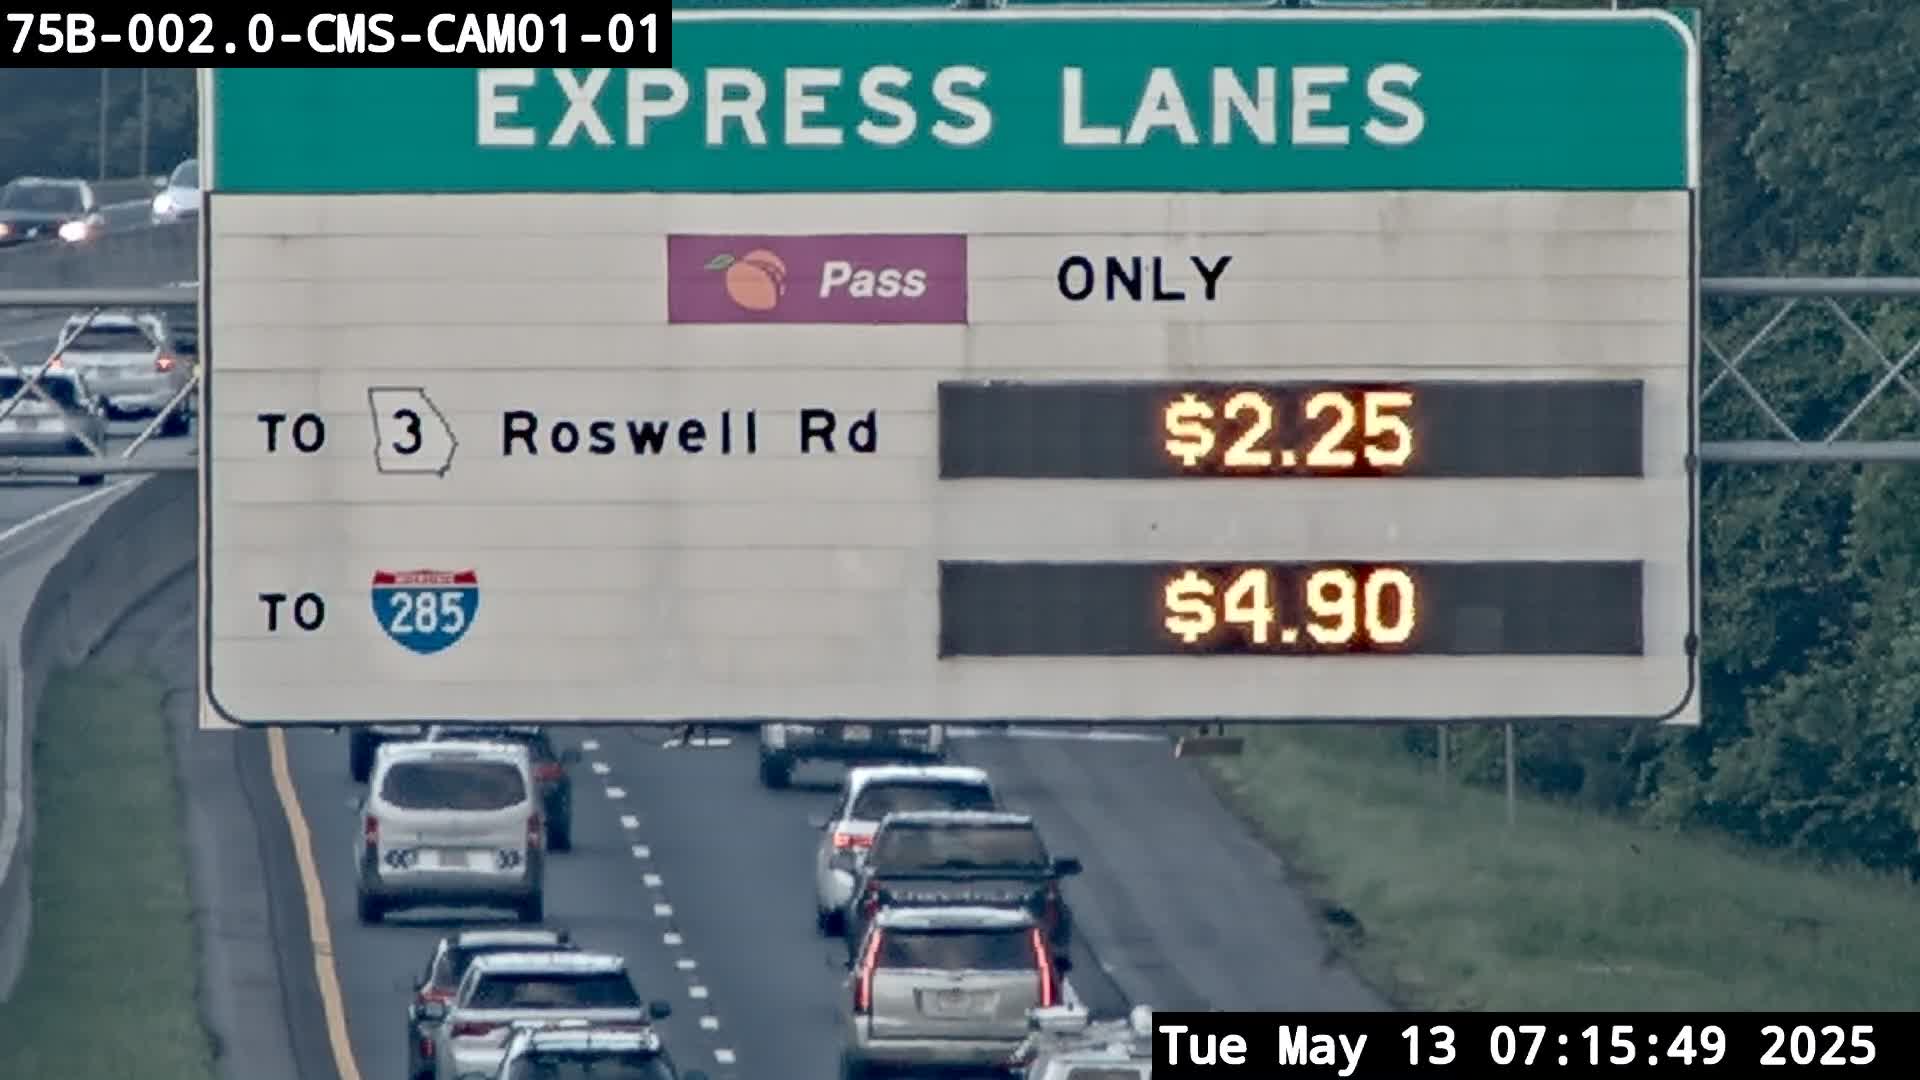 75B-002.0-CMS-CAM01-01
EXPRESS LANES
Pass ONLY
TO 3 Roswell Rd $2.25
TO 285 $4.90
Tue May 13 07:15:49 2025